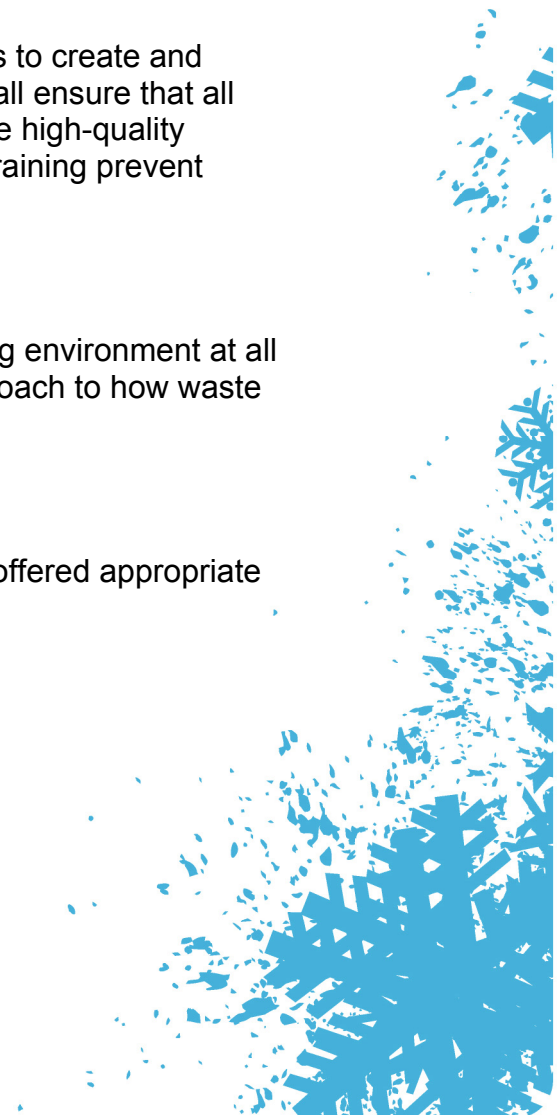 s to create and
all ensure that all
e high-quality
raining prevent
g environment at all
oach to how waste
offered appropriate